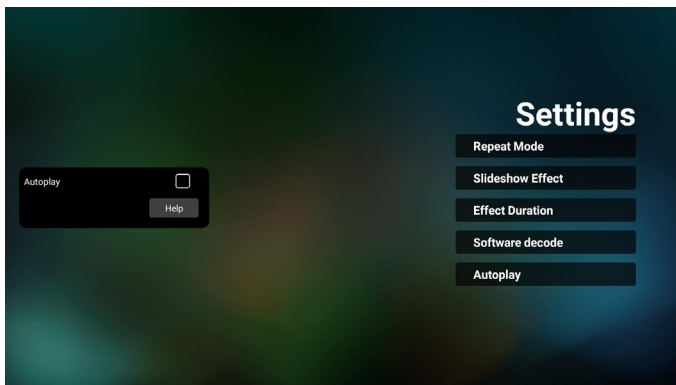 Settings
Repeat Mode
Slideshow Effect
Effect Duration
Software decode
Autoplay
Autoplay
Help